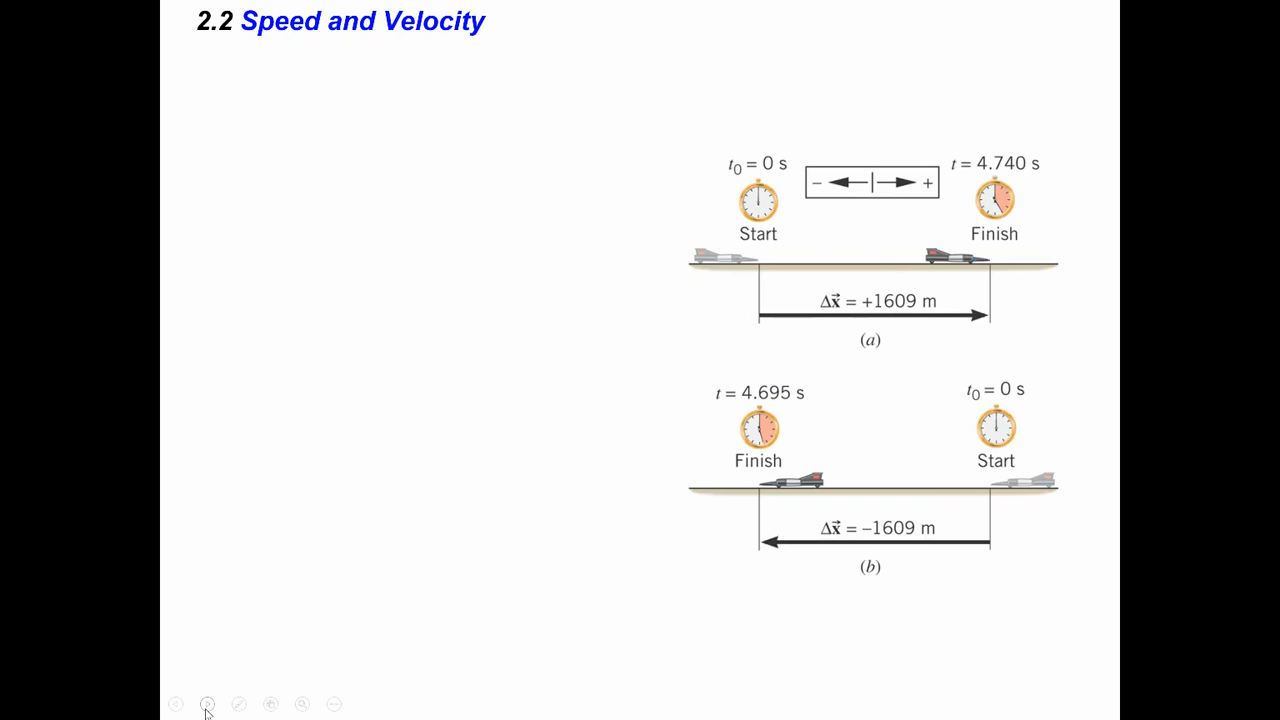 2.2 Speed and Velocity
t₀ = 0 s
t = 4.740 s
– +
Start
Finish
Δx⃗ = +1609 m
(a)
t = 4.695 s
t₀ = 0 s
Finish
Start
Δx⃗ = –1609 m
(b)